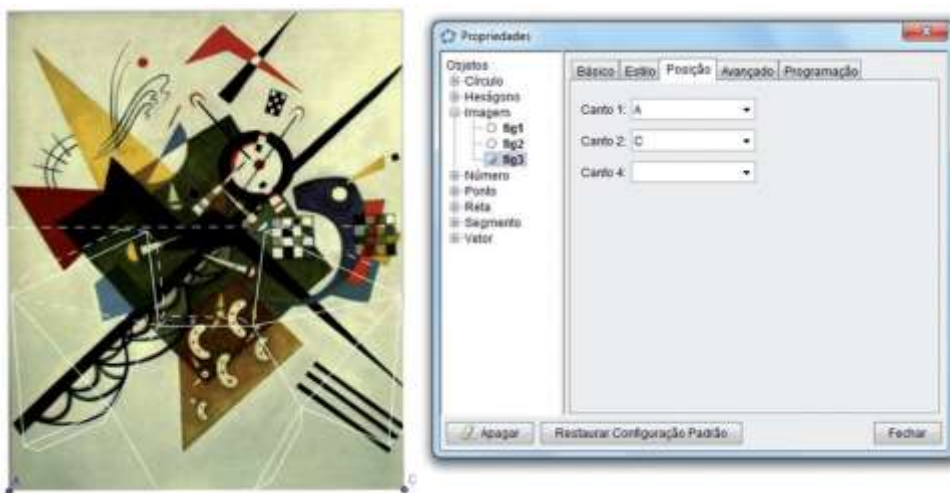 A
C
Propriedades
Objetos
Círculo
Hexágono
Imagem
fig1
fig2
fig3
Número
Ponto
Reta
Segmento
Vetor
Básico Estilo Posição Avançado Programação
Canto 1: A
Canto 2: C
Canto 4:
Apagar Restaurar Configuração Padrão Fechar